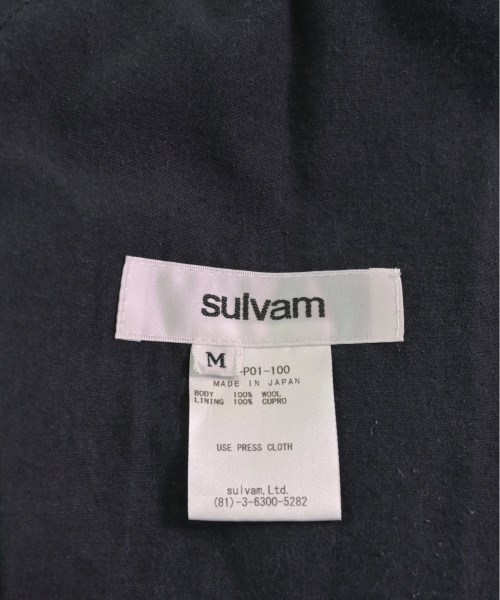 sulvam
M
-P01-100
MADE IN JAPAN
BODY 100% WOOL
LINING 100% CUPRO
USE PRESS CLOTH
sulvam,Ltd.
(81)-3-6300-5282